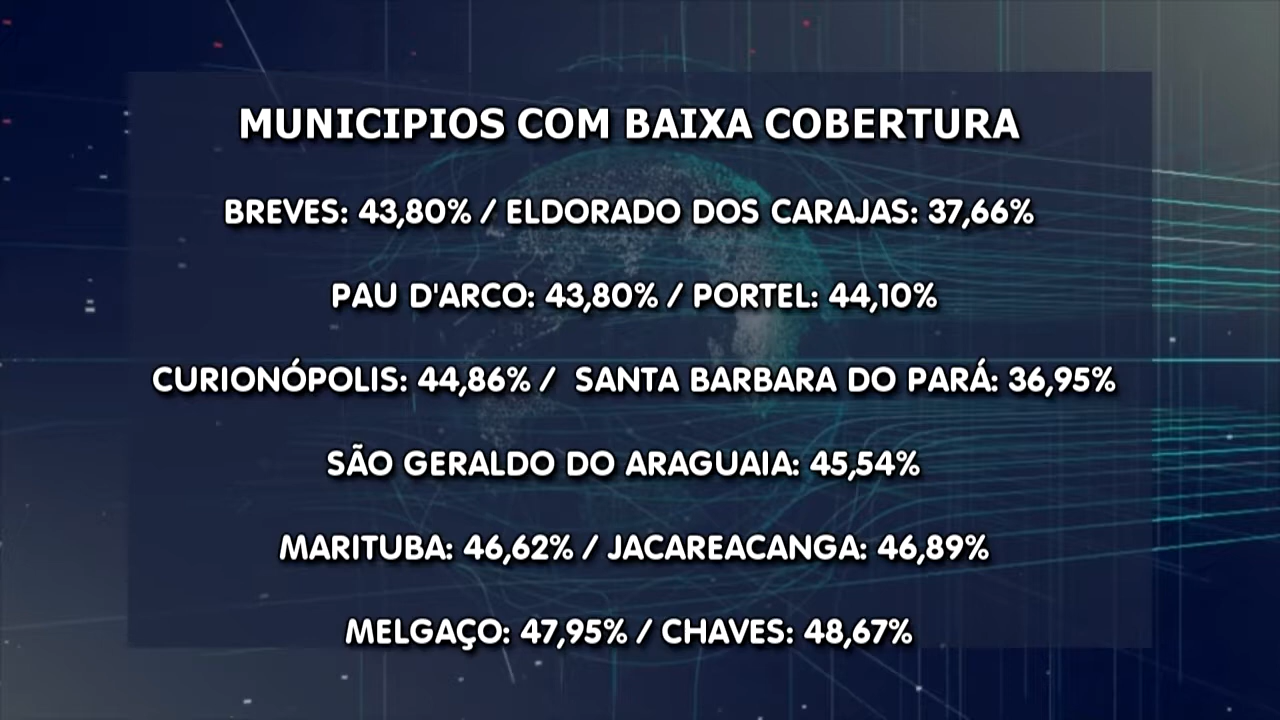 MUNICIPIOS COM BAIXA COBERTURA
BREVES: 43,80% / ELDORADO DOS CARAJAS: 37,66%
PAU D'ARCO: 43,80% / PORTEL: 44,10%
CURIONÓPOLIS: 44,86% / SANTA BARBARA DO PARÁ: 36,95%
SÃO GERALDO DO ARAGUAIA: 45,54%
MARITUBA: 46,62% / JACAREACANGA: 46,89%
MELGAÇO: 47,95% / CHAVES: 48,67%